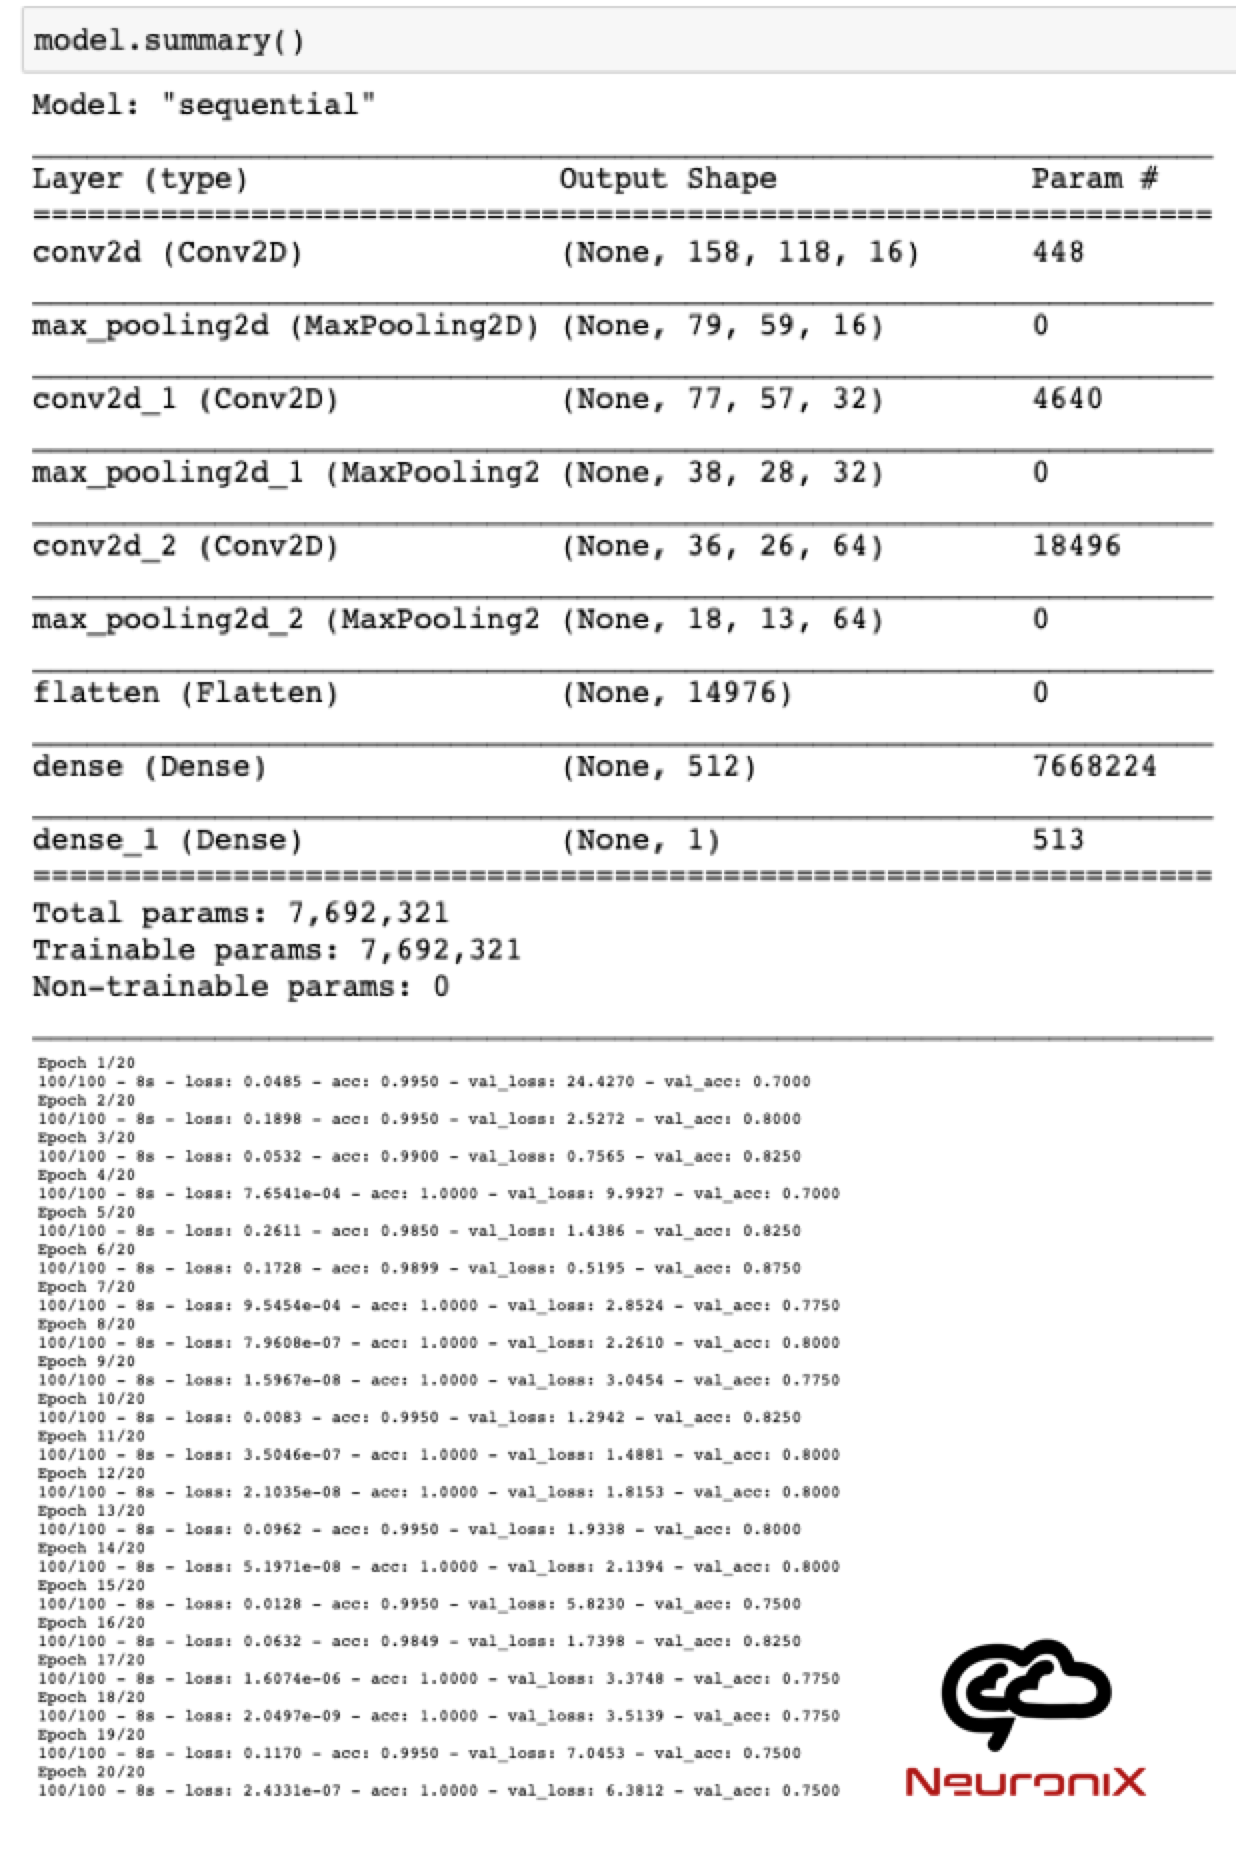 model.summary()
Model: "sequential"
Layer (type) Output Shape Param #
=================================================================
conv2d (Conv2D) (None, 158, 118, 16) 448
max_pooling2d (MaxPooling2D) (None, 79, 59, 16) 0
conv2d_1 (Conv2D) (None, 77, 57, 32) 4640
max_pooling2d_1 (MaxPooling2 (None, 38, 28, 32) 0
conv2d_2 (Conv2D) (None, 36, 26, 64) 18496
max_pooling2d_2 (MaxPooling2 (None, 18, 13, 64) 0
flatten (Flatten) (None, 14976) 0
dense (Dense) (None, 512) 7668224
dense_1 (Dense) (None, 1) 513
=================================================================
Total params: 7,692,321
Trainable params: 7,692,321
Non-trainable params: 0
Epoch 1/20
100/100 - 8s - loss: 0.0485 - acc: 0.9950 - val_loss: 24.4270 - val_acc: 0.7000
Epoch 2/20
100/100 - 8s - loss: 0.1898 - acc: 0.9950 - val_loss: 2.5272 - val_acc: 0.8000
Epoch 3/20
100/100 - 8s - loss: 0.0532 - acc: 0.9900 - val_loss: 0.7565 - val_acc: 0.8250
Epoch 4/20
100/100 - 8s - loss: 7.6541e-04 - acc: 1.0000 - val_loss: 9.9927 - val_acc: 0.7000
Epoch 5/20
100/100 - 8s - loss: 0.2611 - acc: 0.9850 - val_loss: 1.4386 - val_acc: 0.8250
Epoch 6/20
100/100 - 8s - loss: 0.1728 - acc: 0.9899 - val_loss: 0.5195 - val_acc: 0.8750
Epoch 7/20
100/100 - 8s - loss: 9.5454e-04 - acc: 1.0000 - val_loss: 2.8524 - val_acc: 0.7750
Epoch 8/20
100/100 - 8s - loss: 7.9608e-07 - acc: 1.0000 - val_loss: 2.2610 - val_acc: 0.8000
Epoch 9/20
100/100 - 8s - loss: 1.5967e-08 - acc: 1.0000 - val_loss: 3.0454 - val_acc: 0.7750
Epoch 10/20
100/100 - 8s - loss: 0.0083 - acc: 0.9950 - val_loss: 1.2942 - val_acc: 0.8250
Epoch 11/20
100/100 - 8s - loss: 3.5046e-07 - acc: 1.0000 - val_loss: 1.4881 - val_acc: 0.8000
Epoch 12/20
100/100 - 8s - loss: 2.1035e-08 - acc: 1.0000 - val_loss: 1.8153 - val_acc: 0.8000
Epoch 13/20
100/100 - 8s - loss: 0.0962 - acc: 0.9950 - val_loss: 1.9338 - val_acc: 0.8000
Epoch 14/20
100/100 - 8s - loss: 5.1971e-08 - acc: 1.0000 - val_loss: 2.1394 - val_acc: 0.8000
Epoch 15/20
100/100 - 8s - loss: 0.0128 - acc: 0.9950 - val_loss: 5.8230 - val_acc: 0.7500
Epoch 16/20
100/100 - 8s - loss: 0.0632 - acc: 0.9849 - val_loss: 1.7398 - val_acc: 0.8250
Epoch 17/20
100/100 - 8s - loss: 1.6074e-06 - acc: 1.0000 - val_loss: 3.3748 - val_acc: 0.7750
Epoch 18/20
100/100 - 8s - loss: 2.0497e-09 - acc: 1.0000 - val_loss: 3.5139 - val_acc: 0.7750
Epoch 19/20
100/100 - 8s - loss: 0.1170 - acc: 0.9950 - val_loss: 7.0453 - val_acc: 0.7500
Epoch 20/20
100/100 - 8s - loss: 2.4331e-07 - acc: 1.0000 - val_loss: 6.3812 - val_acc: 0.7500
NeuroniX